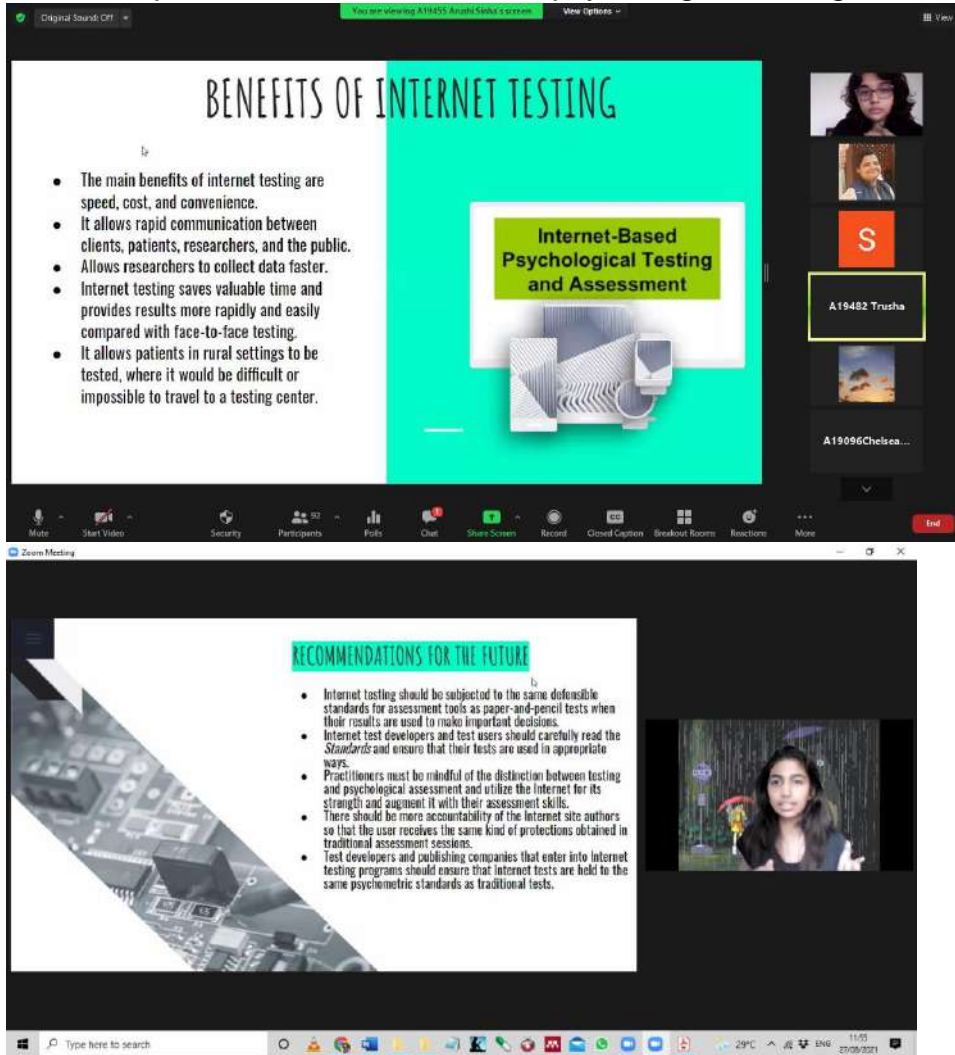 Original Sound: Off
You are viewing A19455 Arushi Sinha's screen
View Options
View
BENEFITS OF INTERNET TESTING
● The main benefits of internet testing are
speed, cost, and convenience.
● It allows rapid communication between
clients, patients, researchers, and the public.
● Allows researchers to collect data faster.
● Internet testing saves valuable time and
provides results more rapidly and easily
compared with face-to-face testing.
● It allows patients in rural settings to be
tested, where it would be difficult or
impossible to travel to a testing center.
Internet-Based
Psychological Testing
and Assessment
S
A19482 Trusha
A19096Chelsea...
Mute
Start Video
Security
Participants
92
Polls
Chat
1
Share Screen
Record
CC
Closed Caption
Breakout Rooms
Reactions
More
End
Zoom Meeting
RECOMMENDATIONS FOR THE FUTURE
● Internet testing should be subjected to the same defensible
standards for assessment tools as paper-and-pencil tests when
their results are used to make important decisions.
● Internet test developers and test users should carefully read the
Standards and ensure that their tests are used in appropriate
ways.
● Practitioners must be mindful of the distinction between testing
and psychological assessment and utilize the Internet for its
strength and augment it with their assessment skills.
● There should be more accountability of the Internet site authors
so that the user receives the same kind of protections obtained in
traditional assessment sessions.
● Test developers and publishing companies that enter into Internet
testing programs should ensure that Internet tests are held to the
same psychometric standards as traditional tests.
Type here to search
29°C
ENG
11:55
27/08/2021